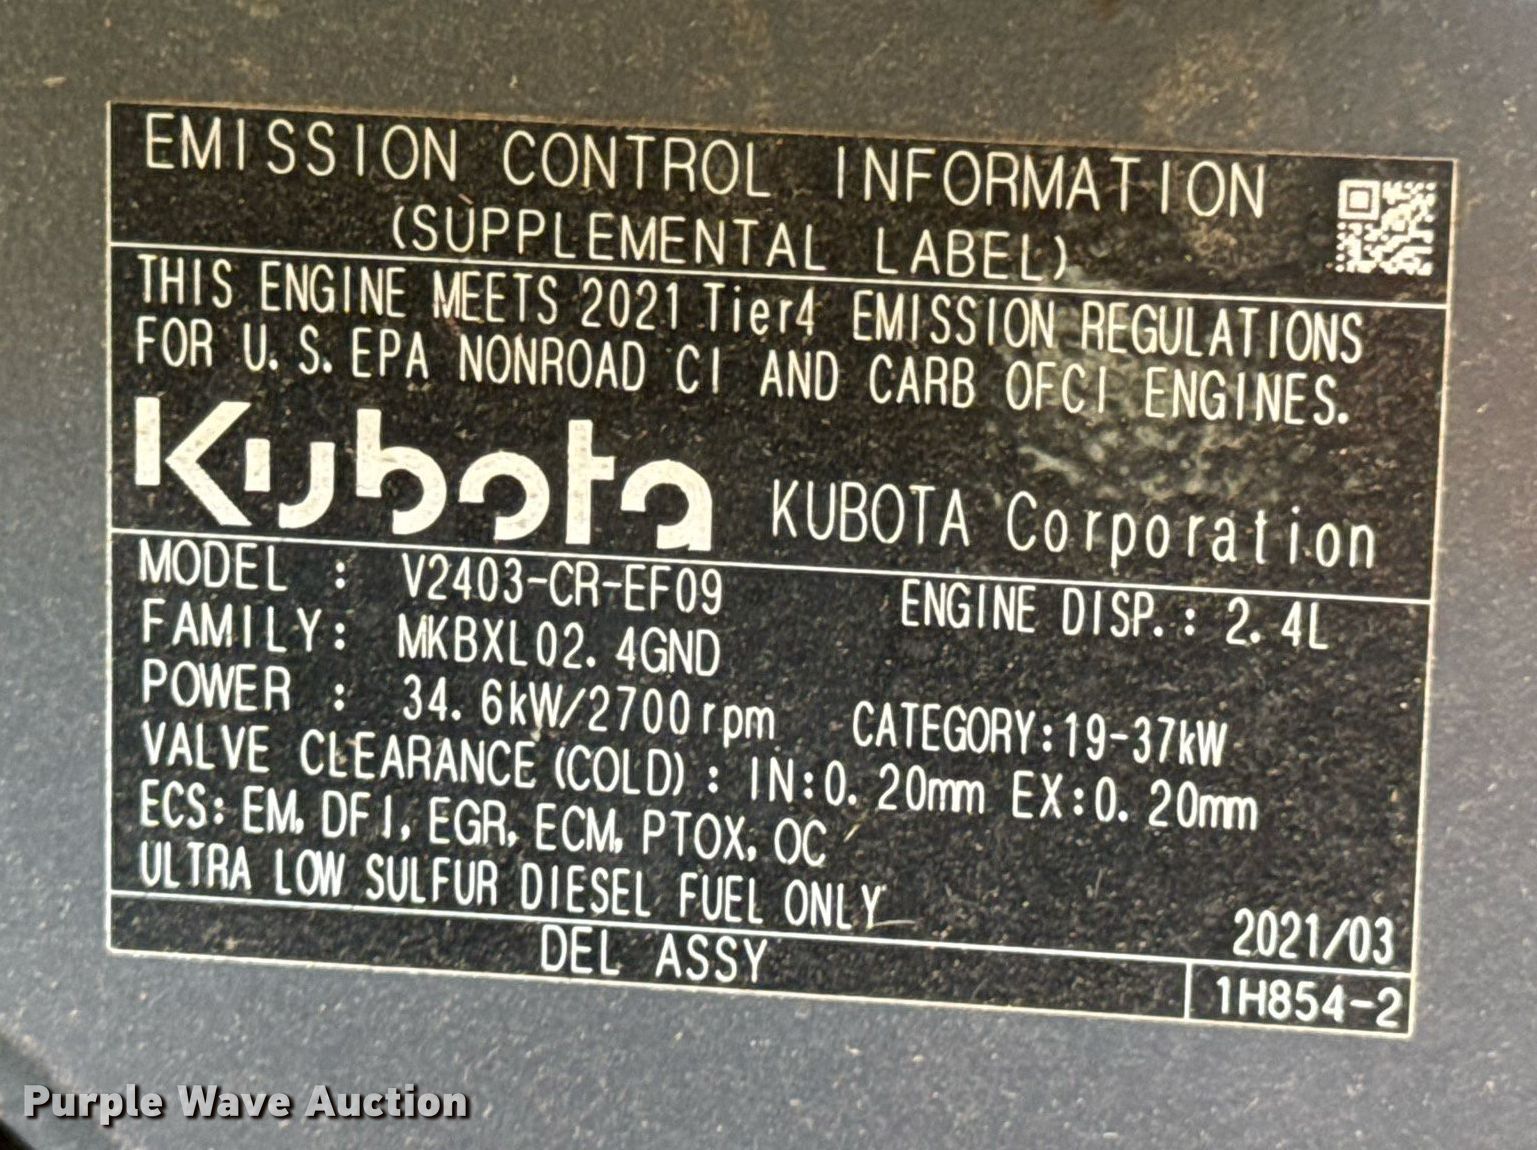 EMISSION CONTROL INFORMATION
(SUPPLEMENTAL LABEL)
THIS ENGINE MEETS 2021 Tier4 EMISSION REGULATIONS
FOR U.S. EPA NONROAD CI AND CARB OFCI ENGINES.
Kubota KUBOTA Corporation
MODEL : V2403-CR-EF09 ENGINE DISP.: 2.4L
FAMILY: MKBXL02.4GND
POWER : 34.6kW/2700rpm CATEGORY:19-37kW
VALVE CLEARANCE (COLD) : IN:0.20mm EX:0.20mm
ECS: EM, DFI, EGR, ECM, PTOX, OC
ULTRA LOW SULFUR DIESEL FUEL ONLY
2021/03
DEL ASSY
1H854-2
Purple Wave Auction